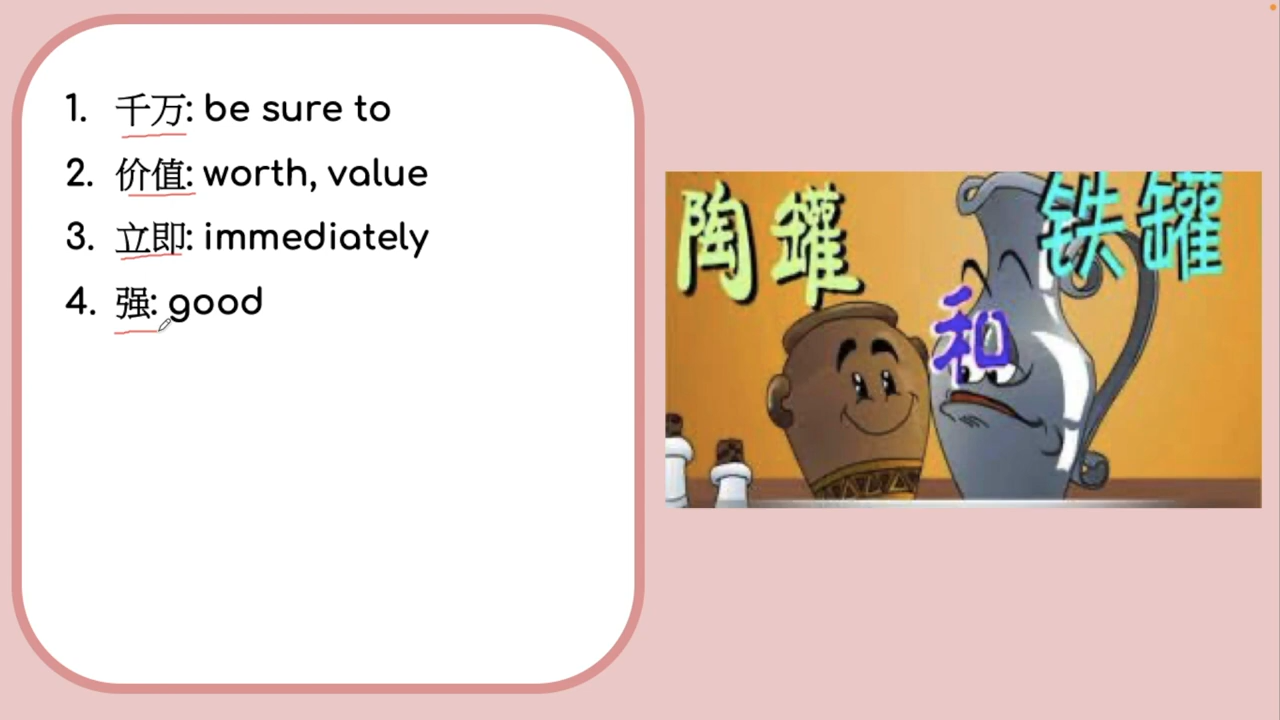 1. 千万: be sure to
2. 价值: worth, value
3. 立即: immediately
4. 强: good
陶罐
和
铁罐